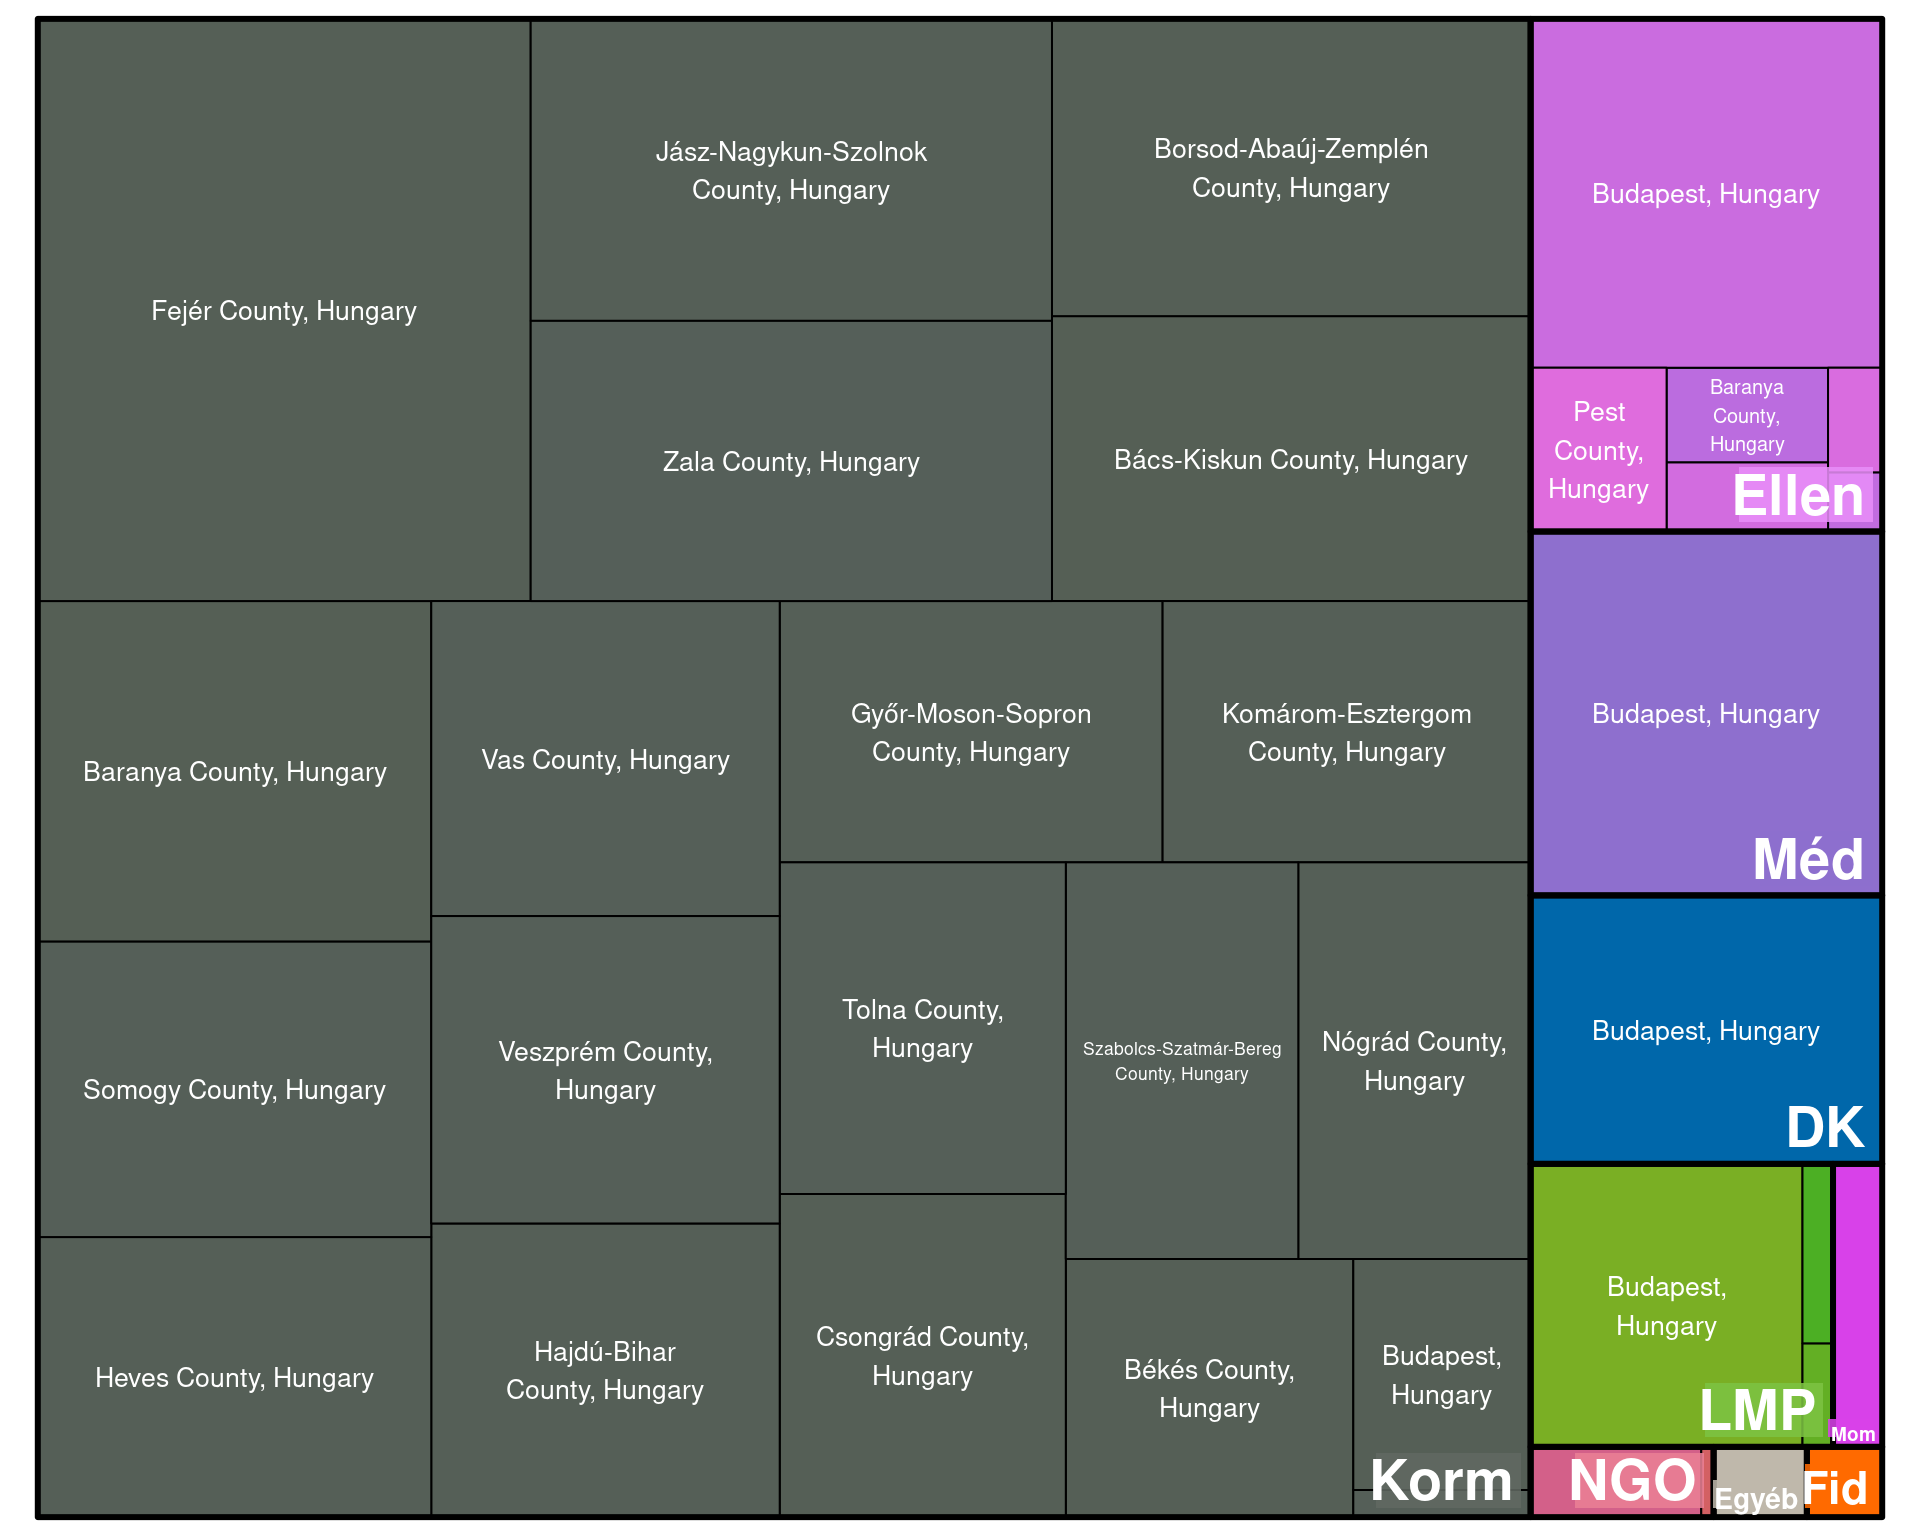 Fejér County, Hungary
Jász-Nagykun-Szolnok
County, Hungary
Zala County, Hungary
Borsod-Abaúj-Zemplén
County, Hungary
Bács-Kiskun County, Hungary
Baranya County, Hungary
Somogy County, Hungary
Heves County, Hungary
Vas County, Hungary
Veszprém County,
Hungary
Hajdú-Bihar
County, Hungary
Győr-Moson-Sopron
County, Hungary
Komárom-Esztergom
County, Hungary
Tolna County,
Hungary
Csongrád County,
Hungary
Szabolcs-Szatmár-Bereg
County, Hungary
Nógrád County,
Hungary
Békés County,
Hungary
Budapest,
Hungary
Korm
Budapest, Hungary
Pest
County,
Hungary
Baranya
County,
Hungary
Ellen
Budapest, Hungary
Méd
Budapest, Hungary
DK
Budapest,
Hungary
LMP
Mom
NGO
Egyéb
Fid